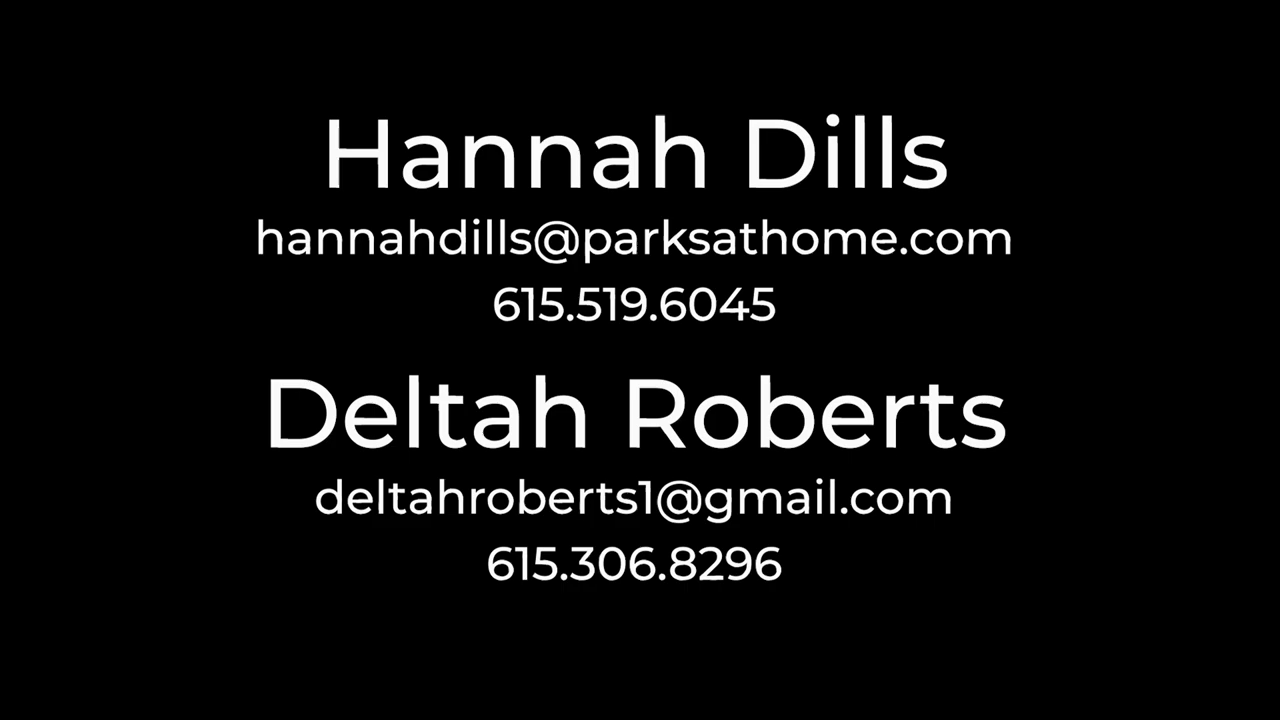 Hannah Dills
hannahdills@parksathome.com
615.519.6045
Deltah Roberts
deltahroberts1@gmail.com
615.306.8296